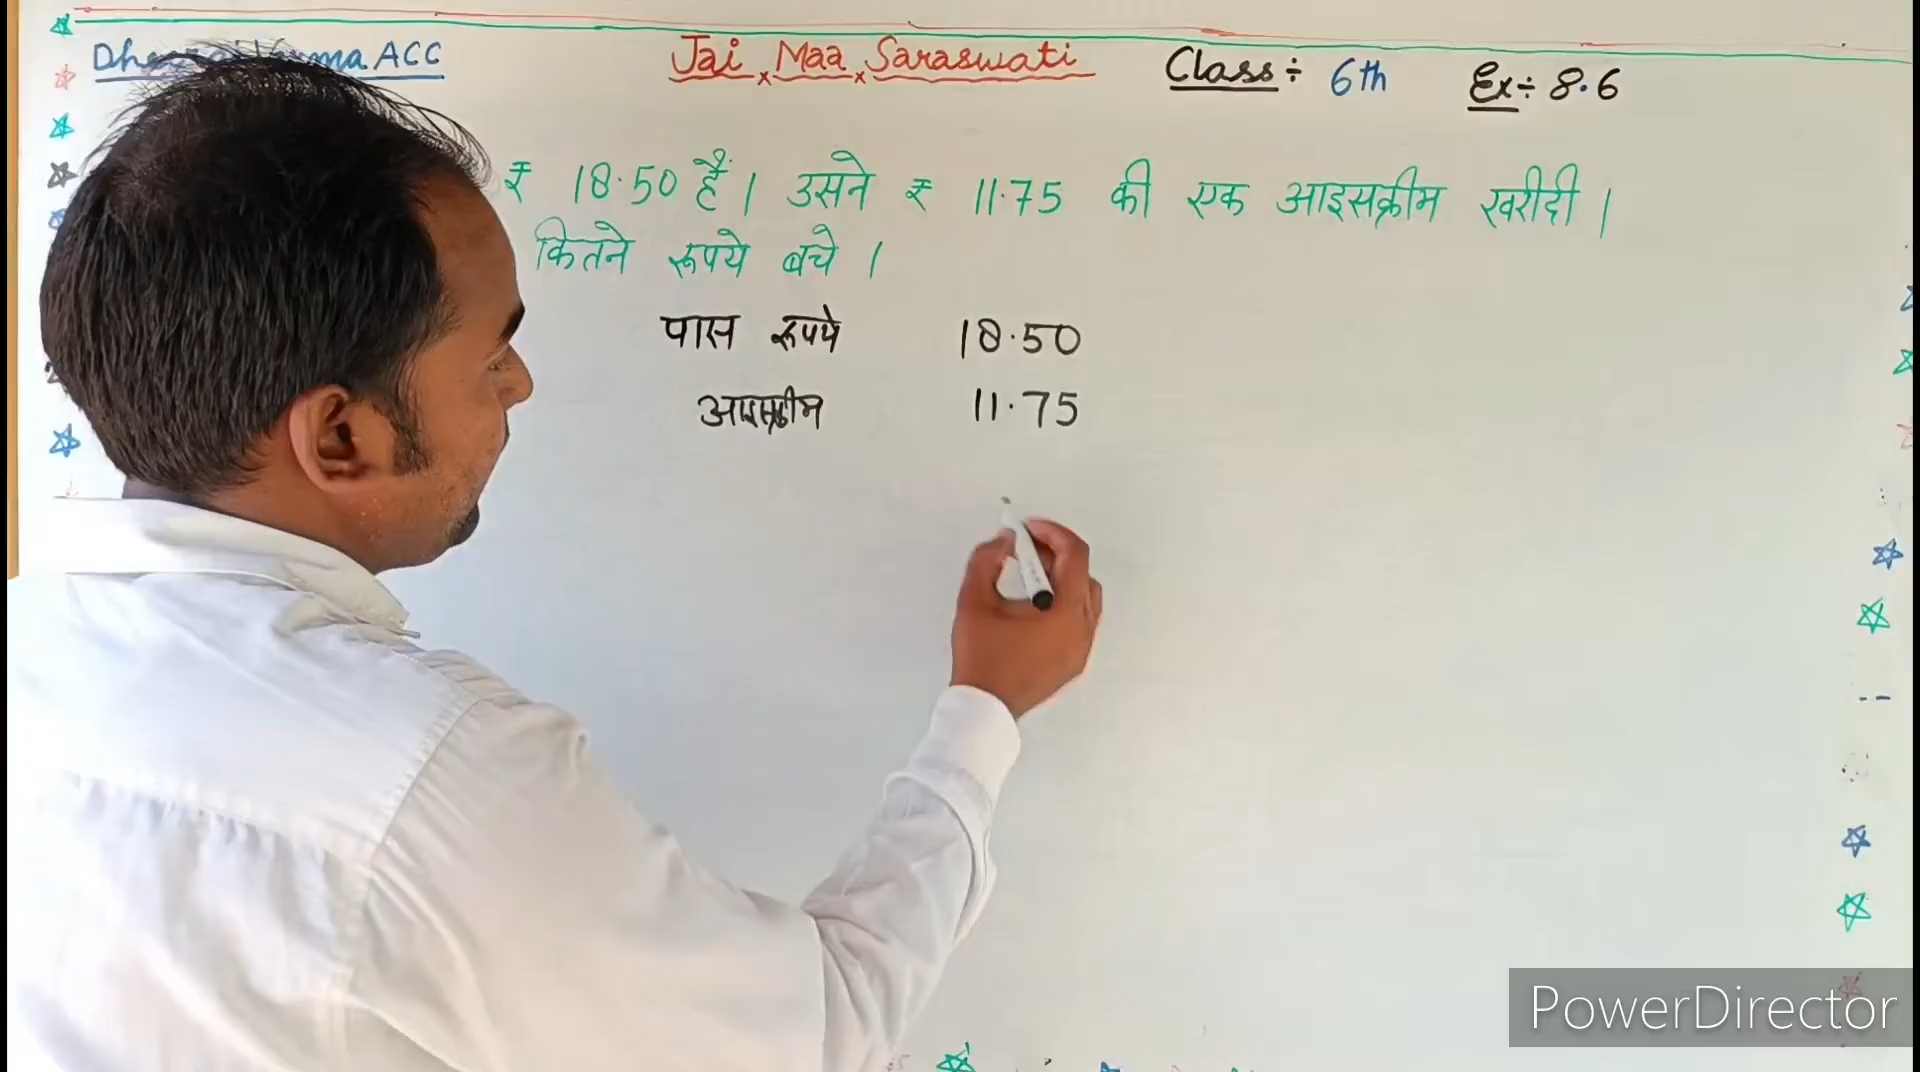 ACC
Jai Maa Saraswati
Class÷ 6th Ex÷ 8.6
₹ 18.50 हैं। उसने ₹ 11.75 की एक आइसक्रीम खरीदी।
कितने रूपये बचे।
पास रूपये 18.50
आइसक्रीम 11.75
PowerDirector